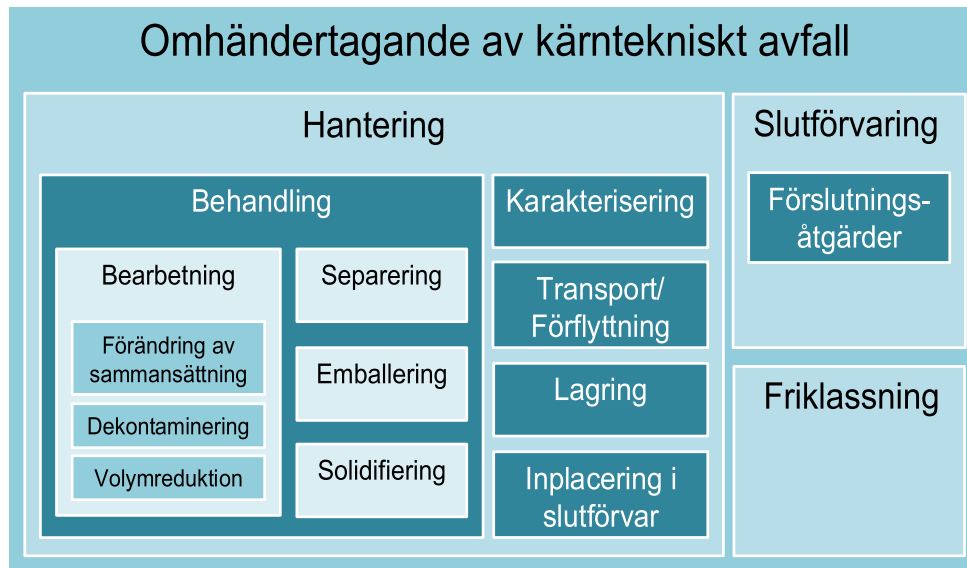 Omhändertagande av kärntekniskt avfall
Hantering
Behandling
Bearbetning
Förändring av
sammansättning
Dekontaminering
Volymreduktion
Separering
Emballering
Solidifiering
Karakterisering
Transport/
Förflyttning
Lagring
Inplacering i
slutförvar
Slutförvaring
Förslutnings-
åtgärder
Friklassning